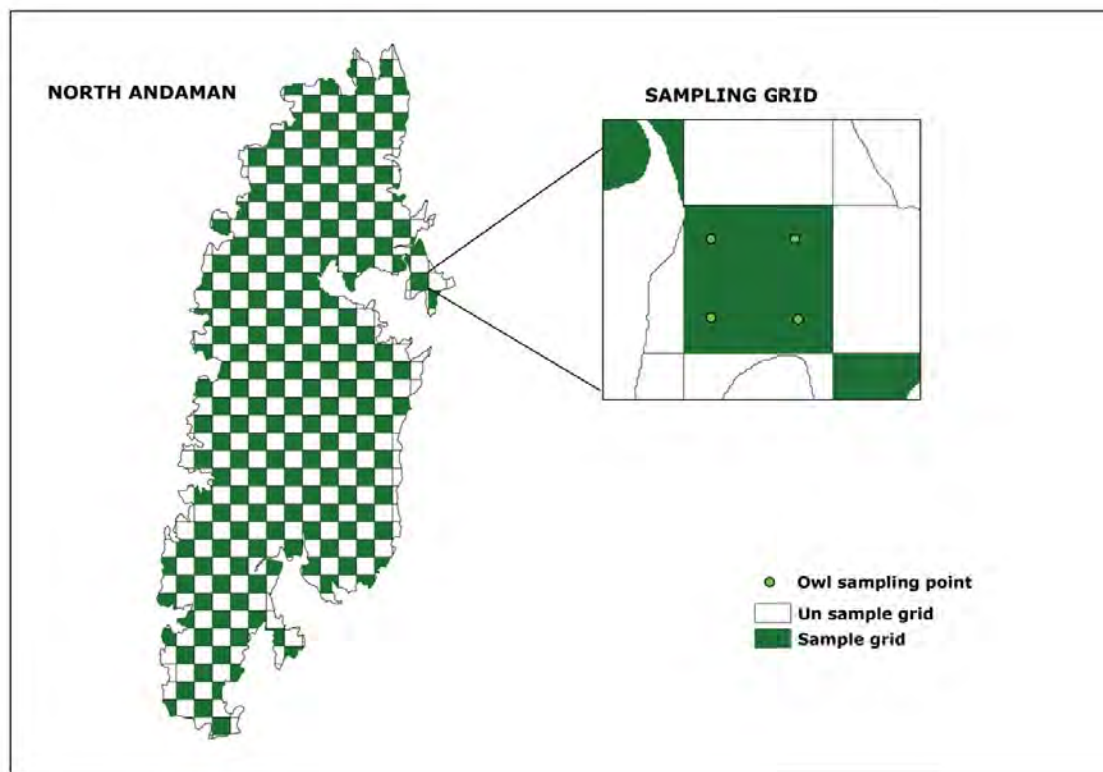 NORTH ANDAMAN
SAMPLING GRID
Owl sampling point
Un sample grid
Sample grid